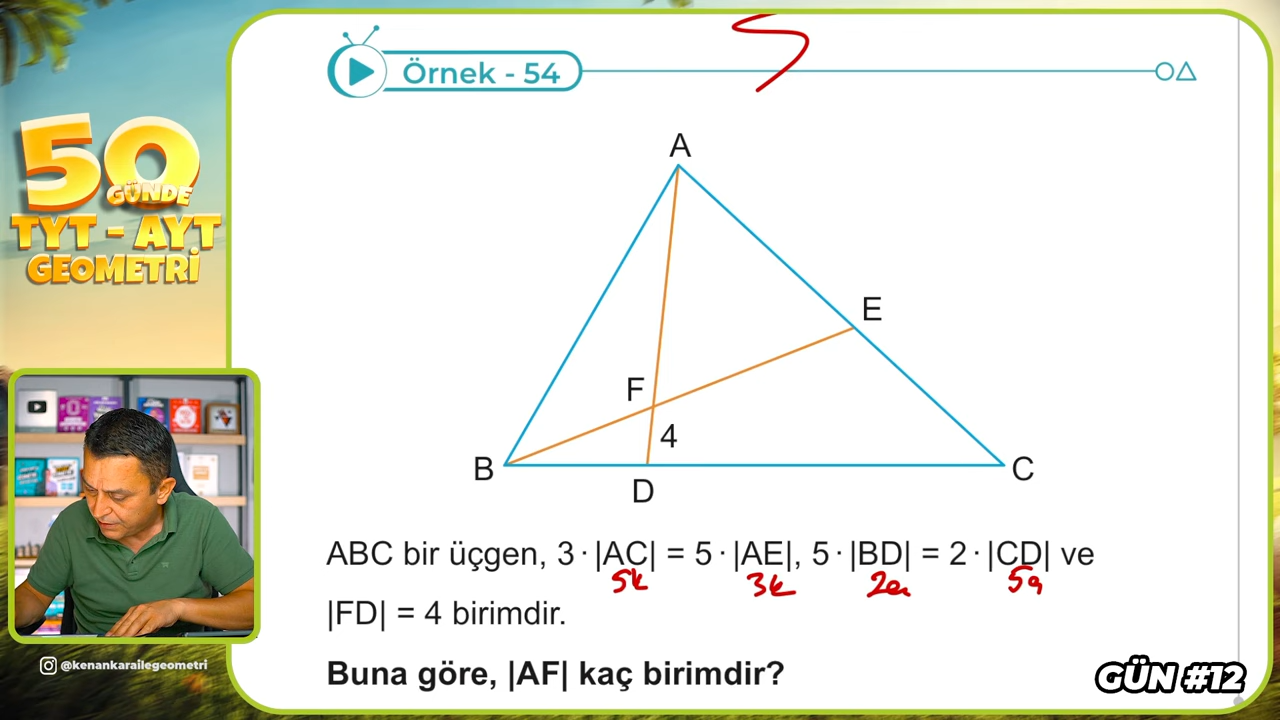 Örnek - 54
50
GÜNDE
TYT - AYT
GEOMETRİ
A
E
F
4
B
C
D
ABC bir üçgen, 3 · |AC| = 5 · |AE|, 5 · |BD| = 2 · |CD| ve
5k 3k 2a 5a
|FD| = 4 birimdir.
Buna göre, |AF| kaç birimdir?
@kenankarailegeometri
GÜN #12